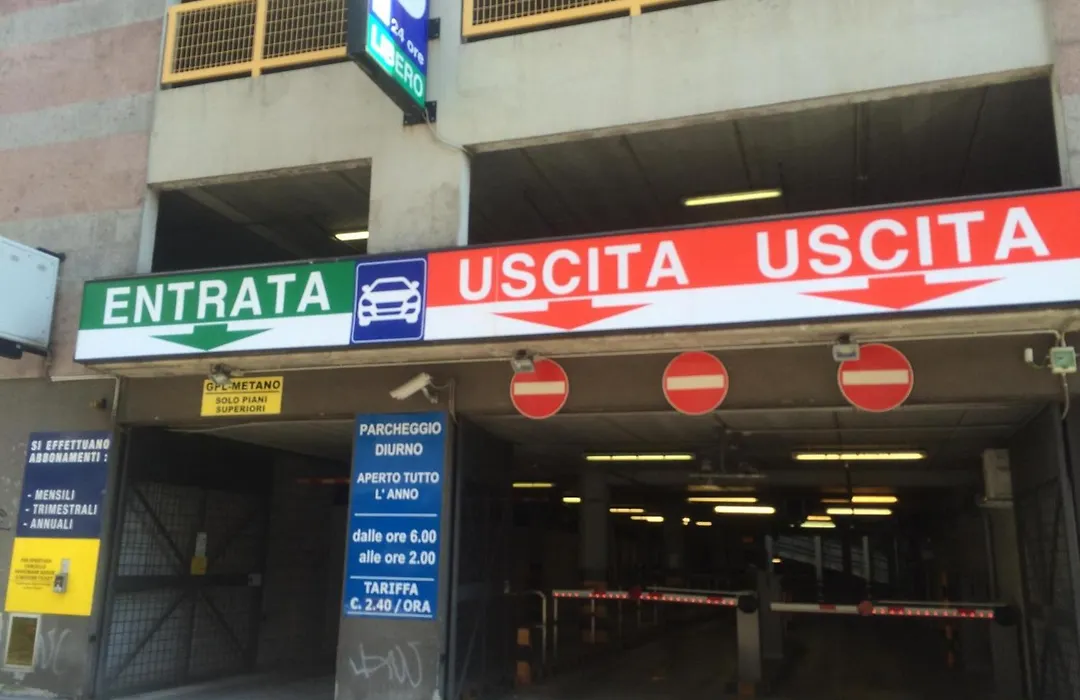 24 ore
LIBERO
ENTRATA
USCITA
USCITA
GPL-METANO
SOLO PIANI
SUPERIORI
SI EFFETTUANO
ABBONAMENTI :
- MENSILI
- TRIMESTRALI
- ANNUALI
PARCHEGGIO
DIURNO
APERTO TUTTO
L'ANNO
dalle ore 6.00
alle ore 2.00
TARIFFA
€. 2.40 / ORA